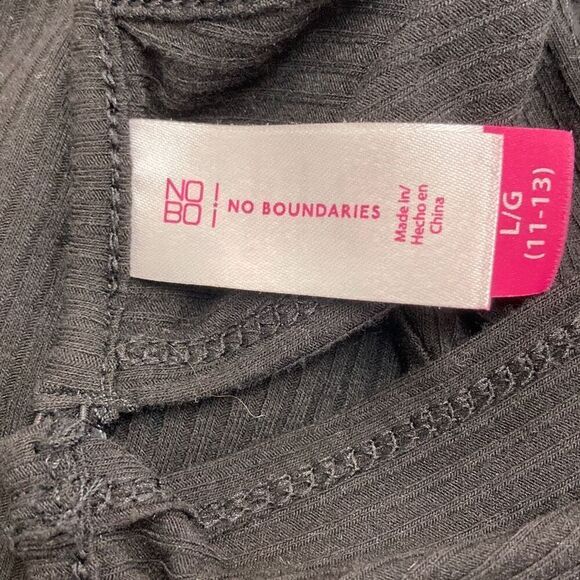 NO
BO
NO BOUNDARIES
Made in/
Hecho en
China
L/G
(11-13)